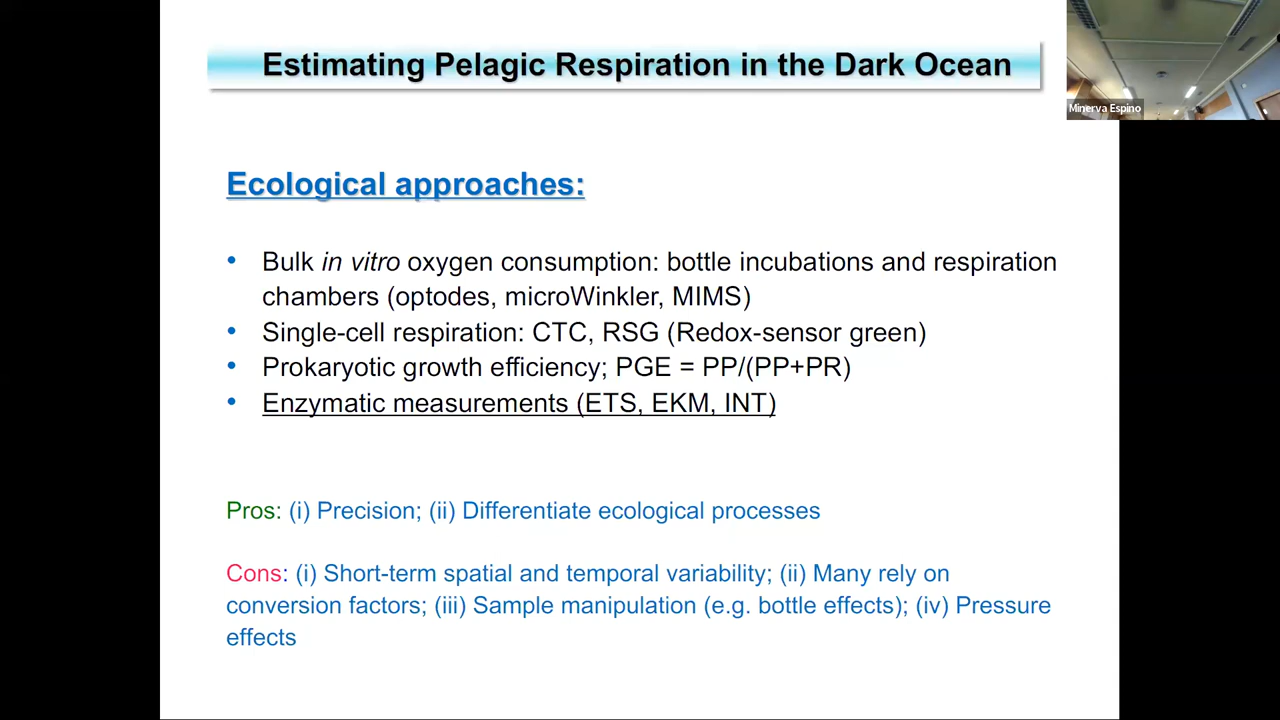 Estimating Pelagic Respiration in the Dark Ocean
Minerva Espino
Ecological approaches:
• Bulk in vitro oxygen consumption: bottle incubations and respiration
chambers (optodes, microWinkler, MIMS)
• Single-cell respiration: CTC, RSG (Redox-sensor green)
• Prokaryotic growth efficiency; PGE = PP/(PP+PR)
• Enzymatic measurements (ETS, EKM, INT)
Pros: (i) Precision; (ii) Differentiate ecological processes
Cons: (i) Short-term spatial and temporal variability; (ii) Many rely on
conversion factors; (iii) Sample manipulation (e.g. bottle effects); (iv) Pressure
effects